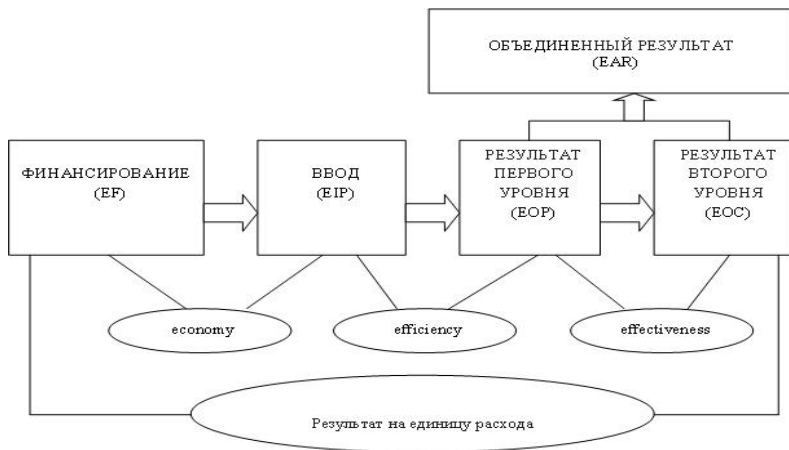 ОБЪЕДИНЕННЫЙ РЕЗУЛЬТАТ
(EAR)
ФИНАНСИРОВАНИЕ
(EF)
ВВОД
(EIP)
РЕЗУЛЬТАТ
ПЕРВОГО
УРОВНЯ
(EOP)
РЕЗУЛЬТАТ
ВТОРОГО
УРОВНЯ
(EOC)
economy
efficiency
effectiveness
Результат на единицу расхода